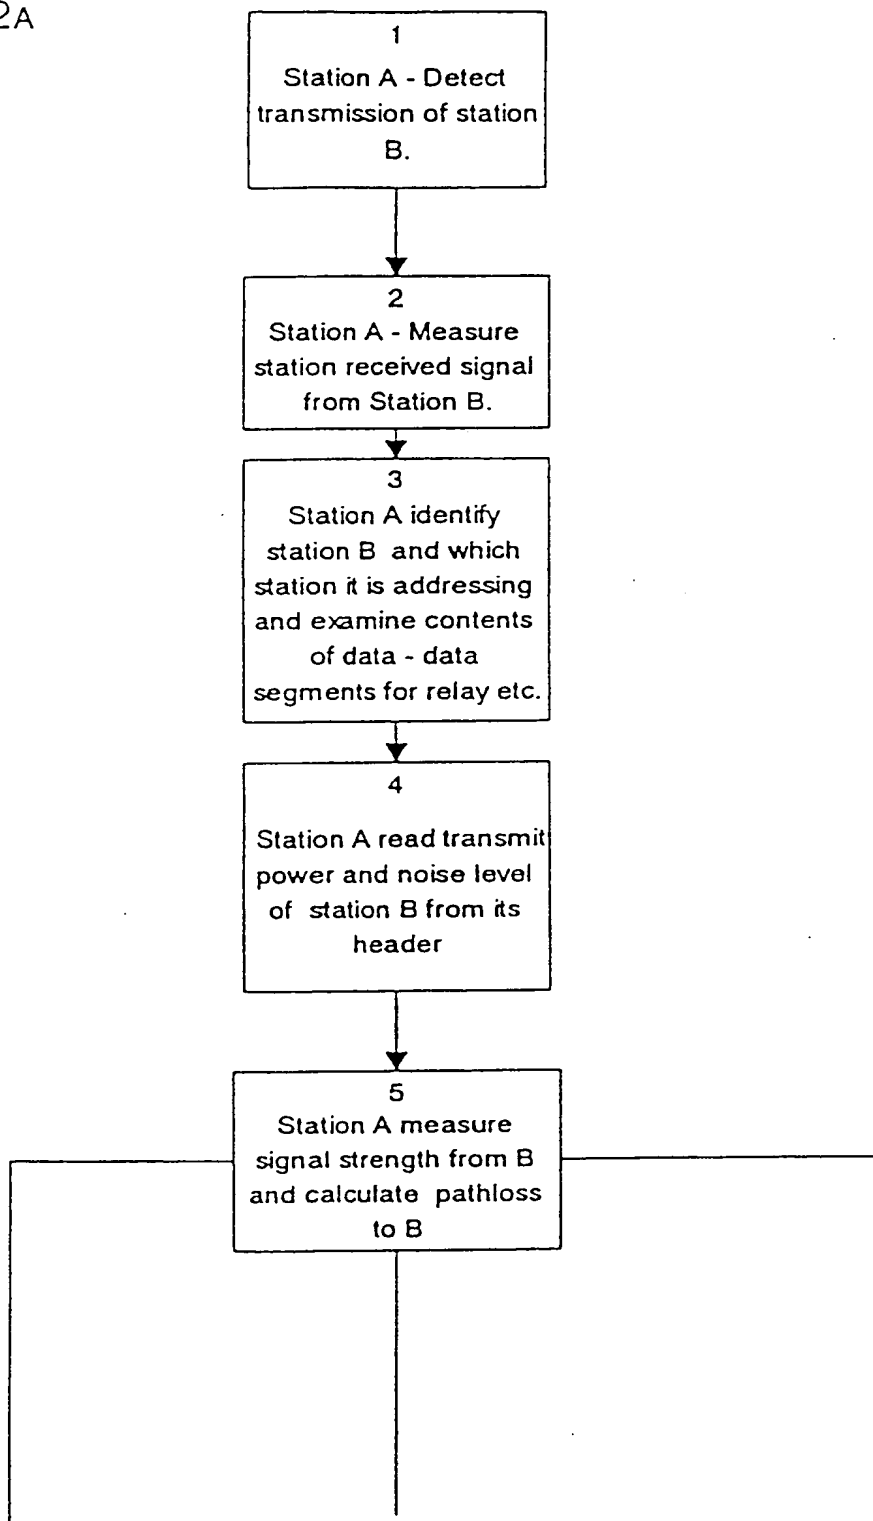 2A
1
Station A - Detect
transmission of station
B.
2
Station A - Measure
station received signal
from Station B.
3
Station A identify
station B and which
station it is addressing
and examine contents
of data - data
segments for relay etc.
4
Station A read transmit
power and noise level
of station B from its
header
5
Station A measure
signal strength from B
and calculate pathloss
to B